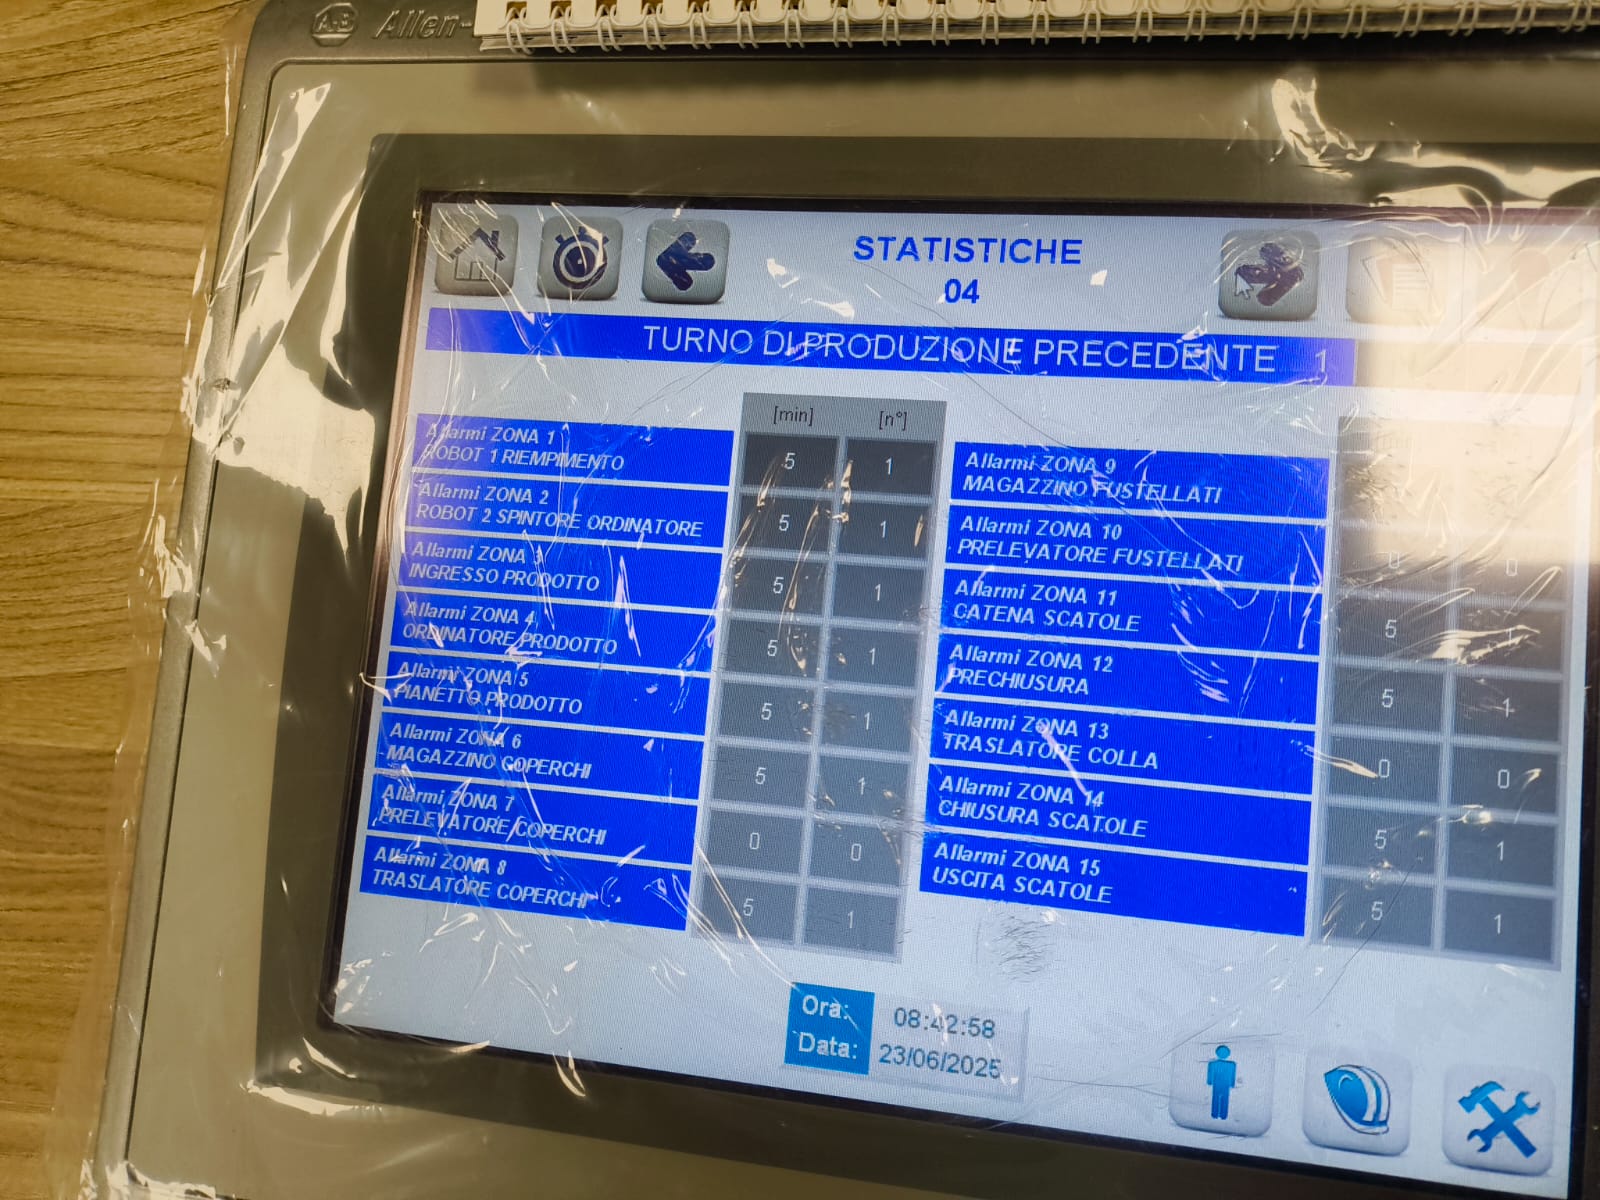 A-B Allen-
STATISTICHE
04
TURNO DI PRODUZIONE PRECEDENTE 1
[min] [n°]
Allarmi ZONA 1
ROBOT 1 RIEMPIMENTO
5 1
Allarmi ZONA 2
ROBOT 2 SPINTORE ORDINATORE
5 1
Allarmi ZONA 3
INGRESSO PRODOTTO
5 1
Allarmi ZONA 4
ORDINATORE PRODOTTO
5 1
Allarmi ZONA 5
PIANETTO PRODOTTO
5 1
Allarmi ZONA 6
MAGAZZINO COPERCHI
5 1
Allarmi ZONA 7
PRELEVATORE COPERCHI
0 0
Allarmi ZONA 8
TRASLATORE COPERCHI
5 1
Allarmi ZONA 9
MAGAZZINO FUSTELLATI
Allarmi ZONA 10
PRELEVATORE FUSTELLATI
0 0
Allarmi ZONA 11
CATENA SCATOLE
5 1
Allarmi ZONA 12
PRECHIUSURA
5 1
Allarmi ZONA 13
TRASLATORE COLLA
0 0
Allarmi ZONA 14
CHIUSURA SCATOLE
5 1
Allarmi ZONA 15
USCITA SCATOLE
5 1
Ora: 08:42:58
Data: 23/06/2025